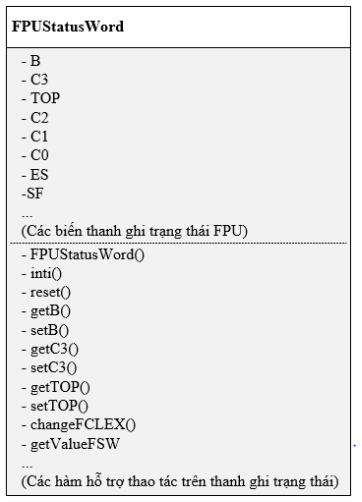 FPUStatusWord
- B
- C3
- TOP
- C2
- C1
- C0
- ES
-SF
...
(Các biến thanh ghi trạng thái FPU)
- FPUStatusWord()
- inti()
- reset()
- getB()
- setB()
- getC3()
- setC3()
- getTOP()
- setTOP()
- changeFCLEX()
- getValueFSW
...
(Các hàm hỗ trợ thao tác trên thanh ghi trạng thái)